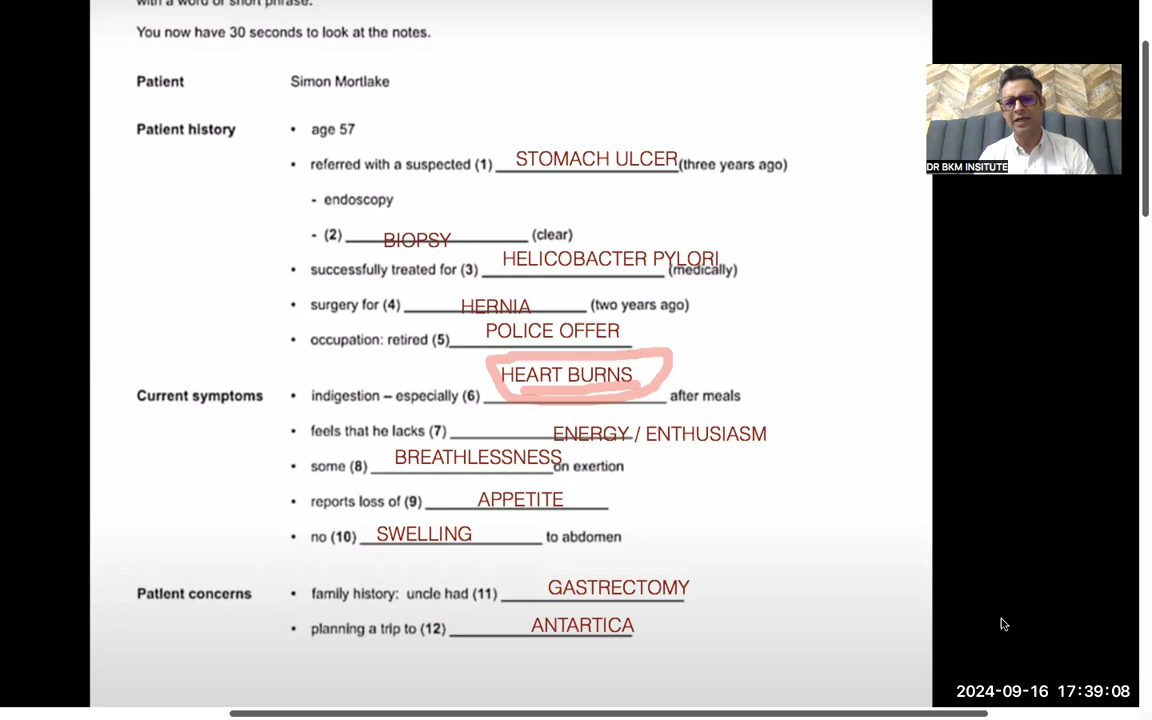 with a word or short phrase.
You now have 30 seconds to look at the notes.
Patient Simon Mortlake
Patient history • age 57
• referred with a suspected (1) STOMACH ULCER (three years ago)
- endoscopy
- (2) BIOPSY (clear)
• successfully treated for (3) HELICOBACTER PYLORI (medically)
• surgery for (4) HERNIA (two years ago)
• occupation: retired (5) POLICE OFFER
Current symptoms • indigestion – especially (6) HEART BURNS after meals
• feels that he lacks (7) ENERGY / ENTHUSIASM
• some (8) BREATHLESSNESS on exertion
• reports loss of (9) APPETITE
• no (10) SWELLING to abdomen
Patient concerns • family history: uncle had (11) GASTRECTOMY
• planning a trip to (12) ANTARTICA
DR BKM INSITUTE
2024-09-16 17:39:08